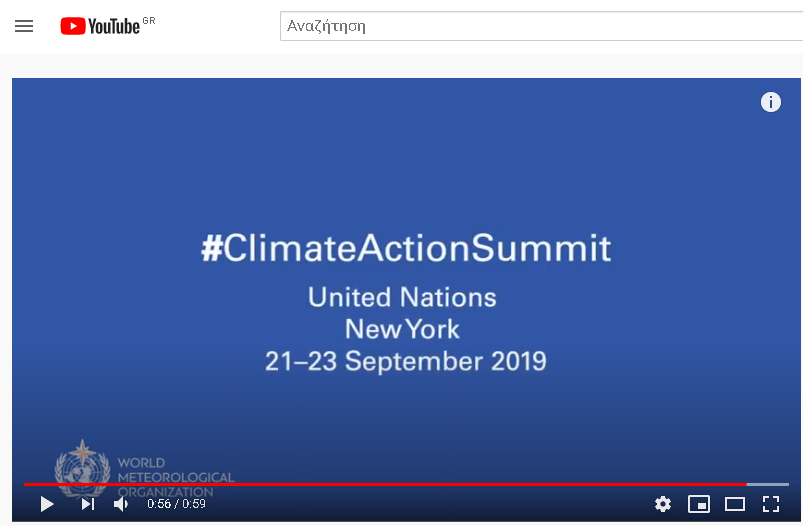 YouTube GR
Αναζήτηση
#ClimateActionSummit
United Nations
New York
21–23 September 2019
WORLD
METEOROLOGICAL
ORGANIZATION
0:56 / 0:59